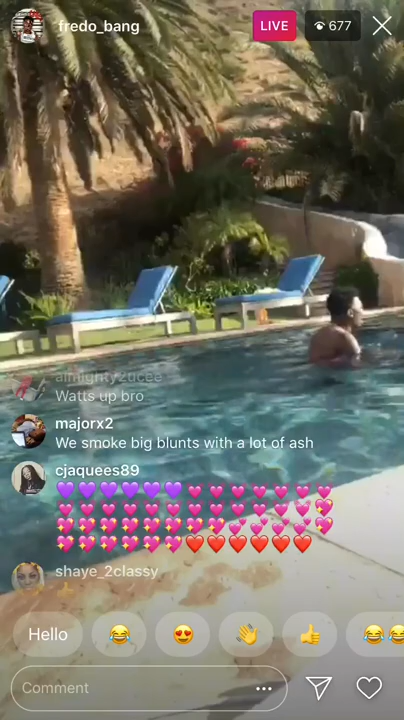 fredo_bang
LIVE
677
almighty2ucee
Watts up bro
majorx2
We smoke big blunts with a lot of ash
cjaquees89
💜💜💜💜💜💜💗💗💗💗💗💗💗
💗💗💗💗💗💗💗💗💗💗💗💗💖
💖💖💖💖💖💖💖💖💕💕💕💕💖
💖💖💖💖💖💖❤️❤️❤️❤️❤️❤️
shaye_2classy
Hello 😂 😍 👋 👍 😂😂
Comment